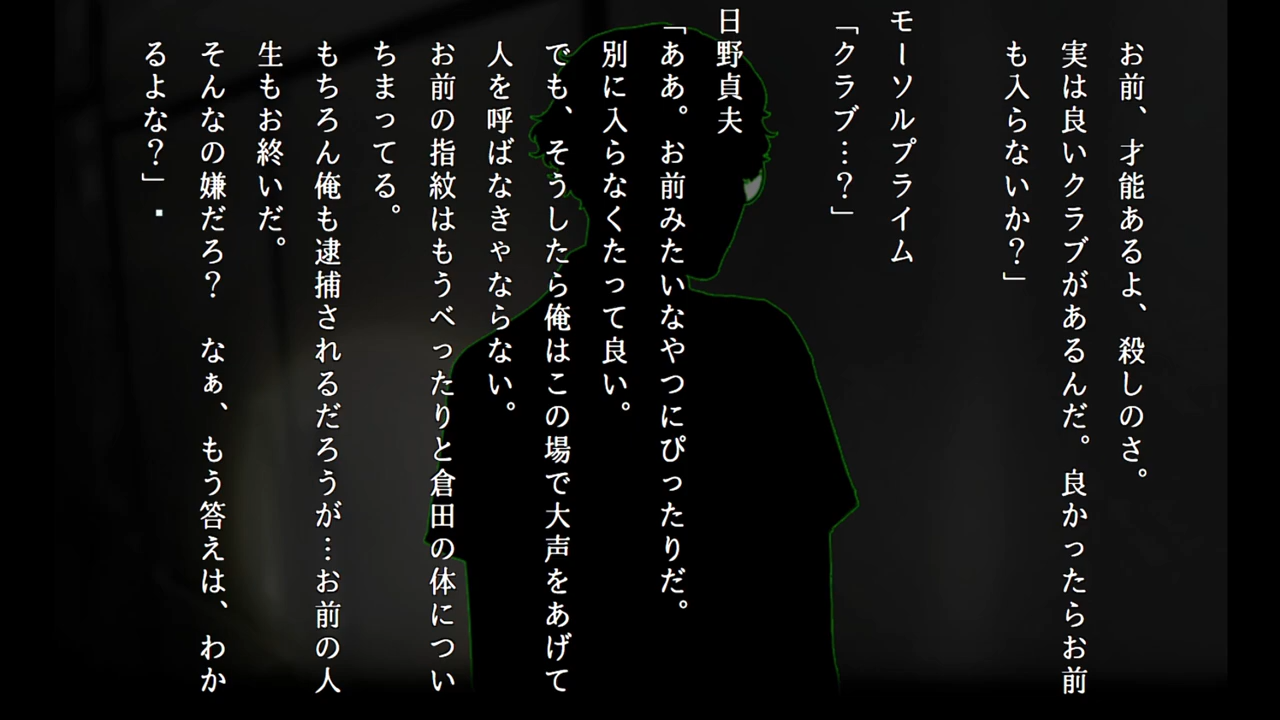 お前、才能あるよ、殺しのさ。
実は良いクラブがあるんだ。良かったらお前
も入らないか？」
モーソルプライム
「クラブ…？」
日野貞夫
「ああ。お前みたいなやつにぴったりだ。
別に入らなくたって良い。
でも、そうしたら俺はこの場で大声をあげて
人を呼ばなきゃならない。
お前の指紋はもうべったりと倉田の体につい
ちまってる。
もちろん俺も逮捕されるだろうが…お前の人
生もお終いだ。
そんなの嫌だろ？　なぁ、もう答えは、わか
るよな？」